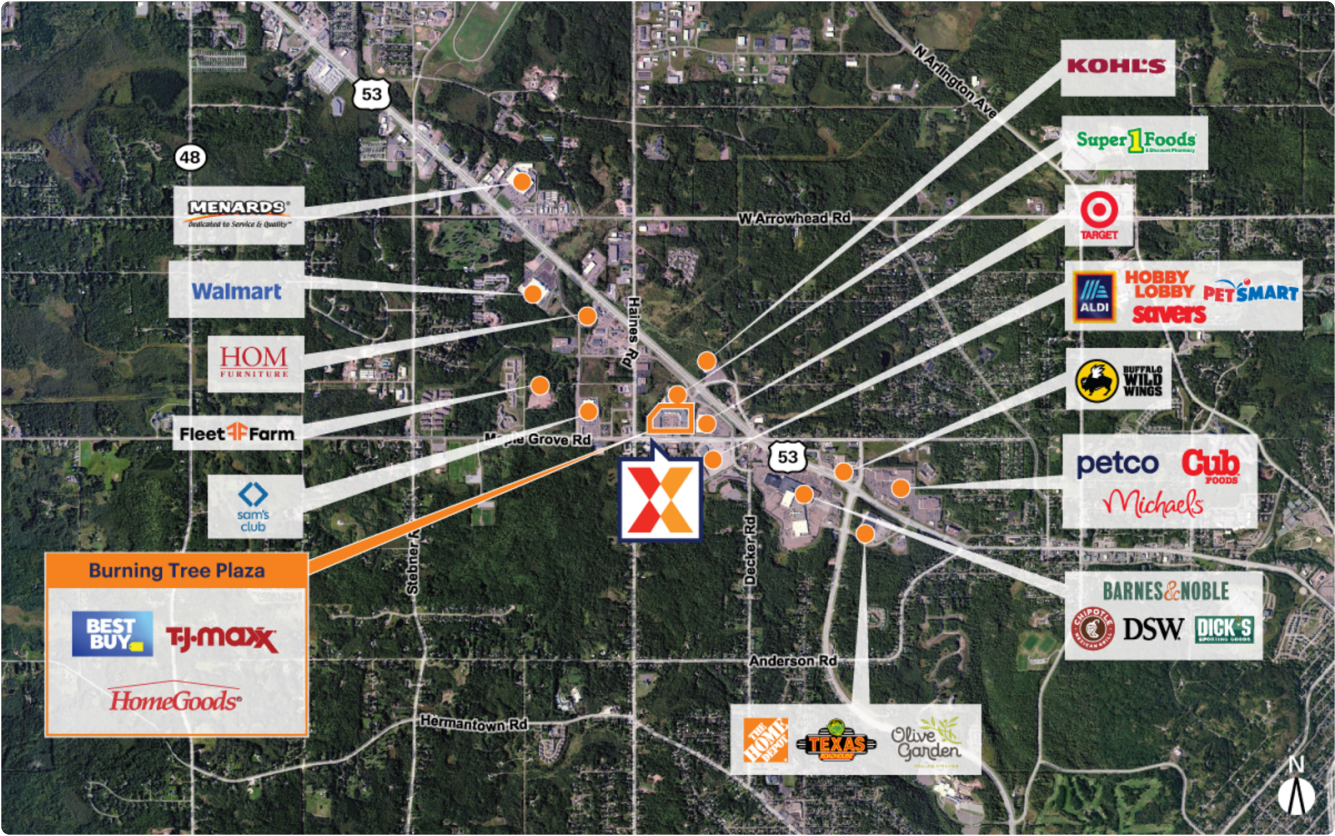 53
48
N Arlington Ave
KOHL'S
Super 1 Foods
& Discount Pharmacy
MENARDS®
Dedicated to Service & Quality™
W Arrowhead Rd
TARGET
Walmart
Haines Rd
ALDI
HOBBY
LOBBY
PETSMART
savers
HOM
FURNITURE
BUFFALO
WILD
WINGS
Fleet Farm
Maple Grove Rd
53
petco
Cub
FOODS
Michaels
sam's
club
Stebner
Decker Rd
Burning Tree Plaza
BEST
BUY
T·J·maxx
HomeGoods®
BARNES&NOBLE
CHIPOTLE
MEXICAN GRILL
DSW
DICK'S
SPORTING GOODS
Anderson Rd
Hermantown Rd
THE
HOME
DEPOT
TEXAS
ROADHOUSE
Olive
Garden
N